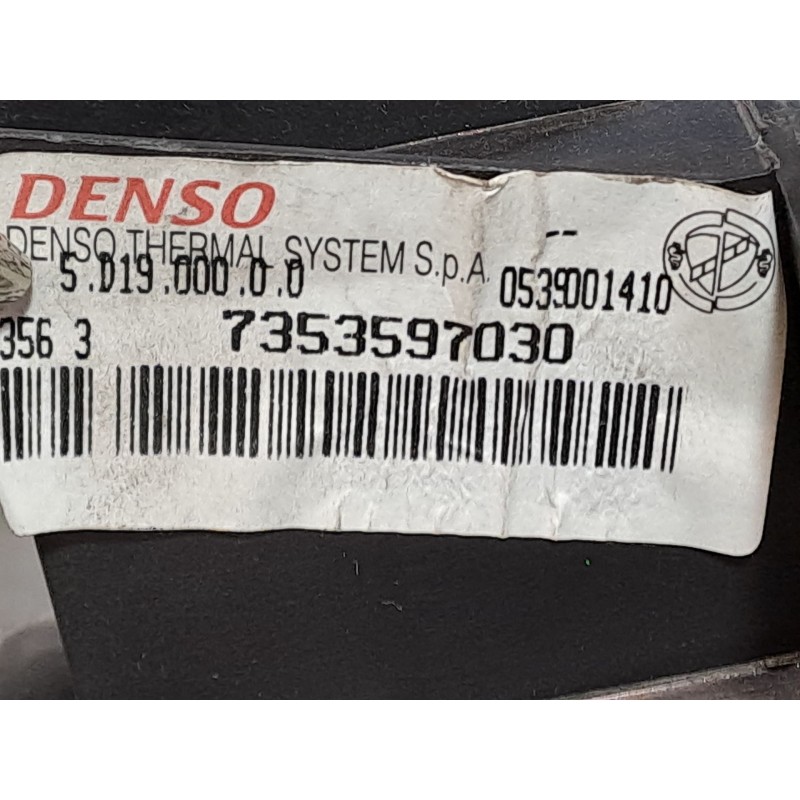 DENSO
DENSO THERMAL SYSTEM S.p.A. --
5.D19.000.0.0 0539001410
356 3 7353597030